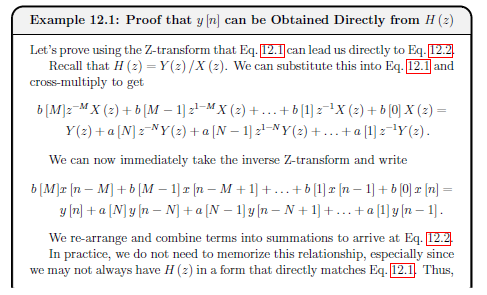 Example 12.1: Proof that y [n] can be Obtained Directly from H (z)
Let's prove using the Z-transform that Eq. 12.1 can lead us directly to Eq. 12.2.
Recall that H (z) = Y(z) /X (z). We can substitute this into Eq. 12.1 and
cross-multiply to get
b [M]z^{-M} X (z) + b [M − 1] z^{1−M} X (z) + . . . + b [1] z^{-1} X (z) + b [0] X (z) =
Y(z) + a [N] z^{-N} Y(z) + a [N − 1] z^{1−N} Y(z) + . . . + a [1] z^{-1} Y(z) .
We can now immediately take the inverse Z-transform and write
b [M]x [n − M] + b [M − 1] x [n − M + 1] + . . . + b [1] x [n − 1] + b [0] x [n] =
y [n] + a [N] y [n − N] + a [N − 1] y [n − N + 1] + . . . + a [1] y [n − 1] .
We re-arrange and combine terms into summations to arrive at Eq. 12.2.
In practice, we do not need to memorize this relationship, especially since
we may not always have H (z) in a form that directly matches Eq. 12.1. Thus,